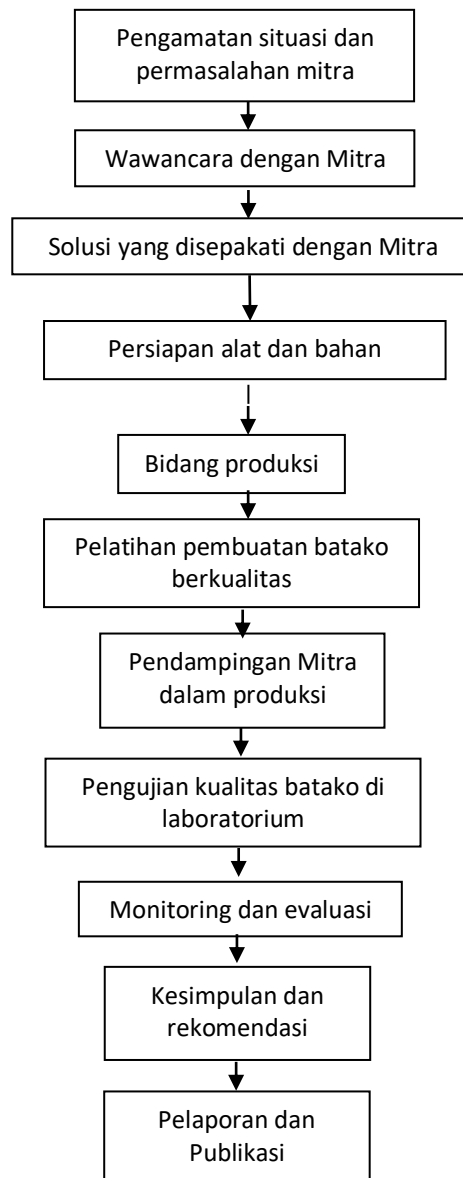 Pengamatan situasi dan
permasalahan mitra
Wawancara dengan Mitra
Solusi yang disepakati dengan Mitra
Persiapan alat dan bahan
Bidang produksi
Pelatihan pembuatan batako
berkualitas
Pendampingan Mitra
dalam produksi
Pengujian kualitas batako di
laboratorium
Monitoring dan evaluasi
Kesimpulan dan
rekomendasi
Pelaporan dan
Publikasi